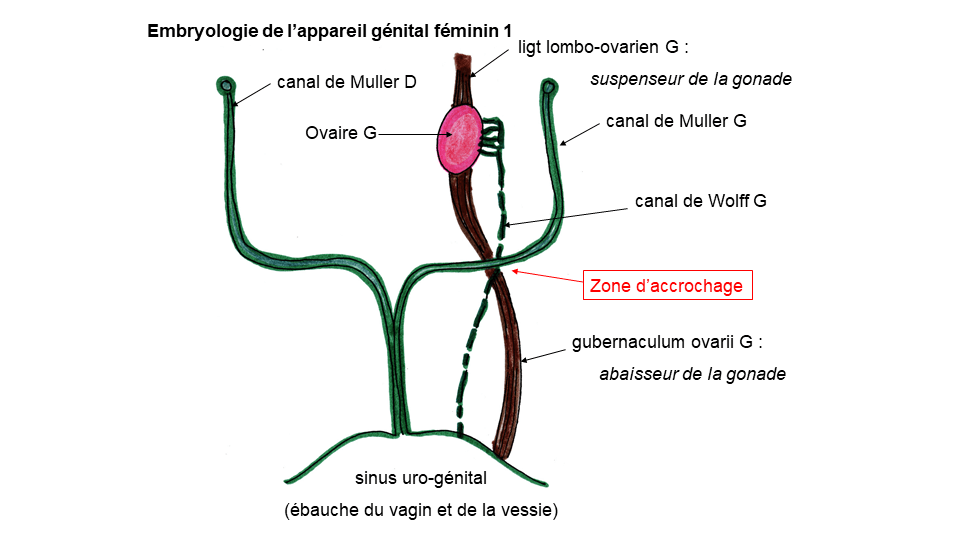 Embryologie de l’appareil génital féminin 1
ligt lombo-ovarien G :
suspenseur de la gonade
canal de Muller D
canal de Muller G
Ovaire G
canal de Wolff G
Zone d’accrochage
gubernaculum ovarii G :
abaisseur de la gonade
sinus uro-génital
(ébauche du vagin et de la vessie)